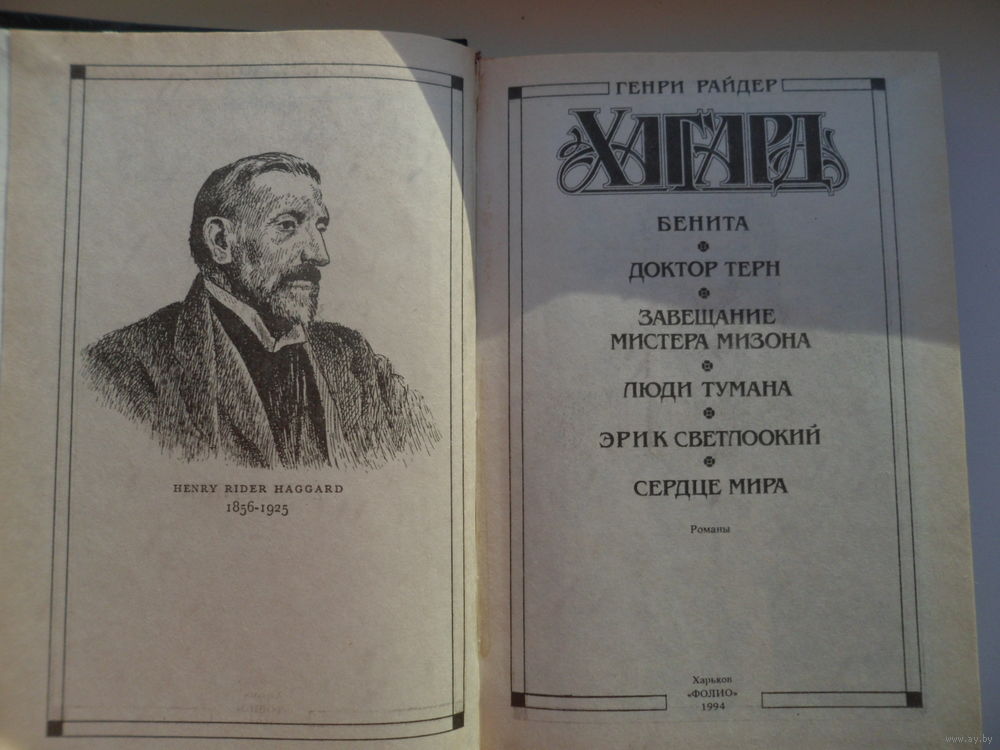 HENRY RIDER HAGGARD
1856-1925
ГЕНРИ РАЙДЕР
ХАГГАРД
БЕНИТА
ДОКТОР ТЕРН
ЗАВЕЩАНИЕ
МИСТЕРА МИЗОНА
ЛЮДИ ТУМАНА
ЭРИК СВЕТЛООКИЙ
СЕРДЦЕ МИРА
Романы
Харьков
«ФОЛИО»
1994
www.ay.by